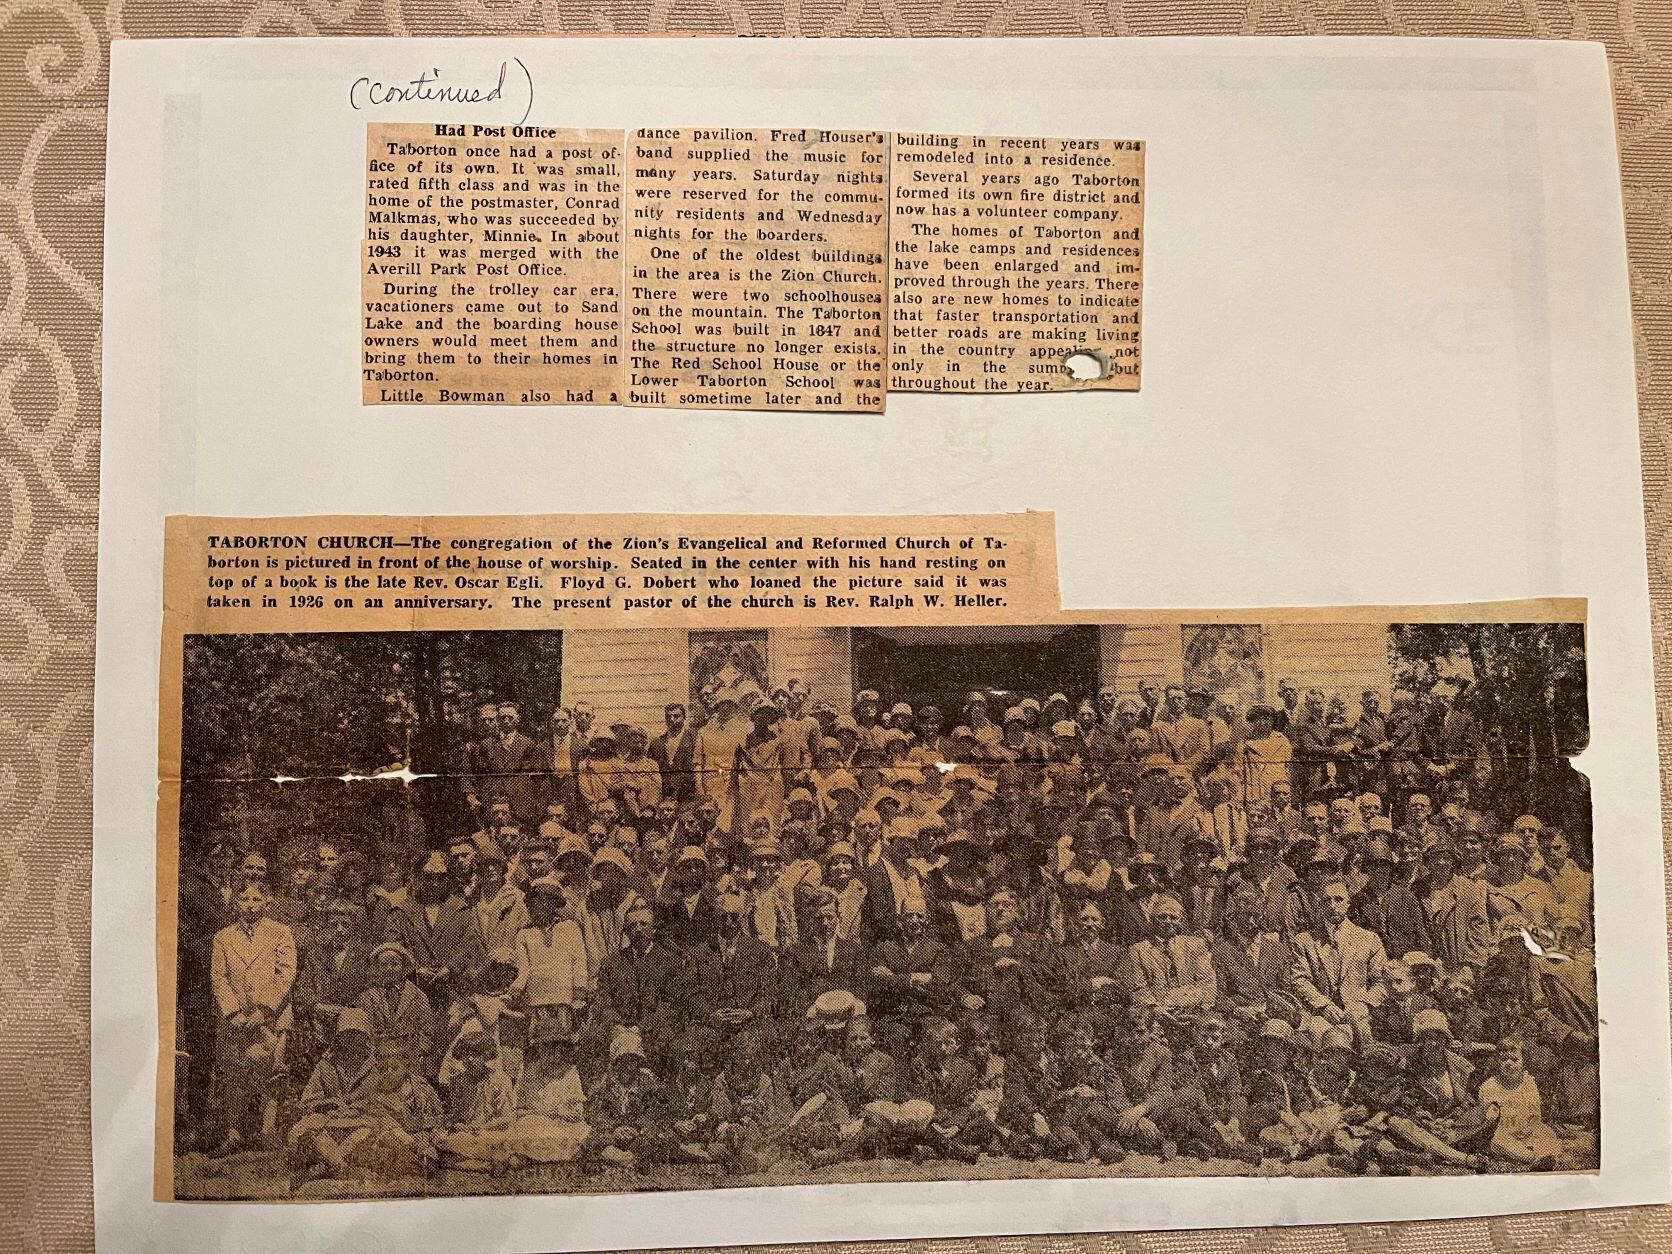 (continued)
Had Post Office
Taborton once had a post of-
fice of its own. It was small,
rated fifth class and was in the
home of the postmaster, Conrad
Malkmas, who was succeeded by
his daughter, Minnie. In about
1943 it was merged with the
Averill Park Post Office.
During the trolley car era,
vacationers came out to Sand
Lake and the boarding house
owners would meet them and
bring them to their homes in
Taborton.
Little Bowman also had a
dance pavilion. Fred Houser's
band supplied the music for
many years. Saturday nights
were reserved for the commu-
nity residents and Wednesday
nights for the boarders.
One of the oldest buildings
in the area is the Zion Church.
There were two schoolhouses
on the mountain. The Taborton
School was built in 1847 and
the structure no longer exists.
The Red School House or the
Lower Taborton School was
built sometime later and the
building in recent years was
remodeled into a residence.
Several years ago Taborton
formed its own fire district and
now has a volunteer company.
The homes of Taborton and
the lake camps and residences
have been enlarged and im-
proved through the years. There
also are new homes to indicate
that faster transportation and
better roads are making living
in the country appealing not
only in the summ but
throughout the year.
TABORTON CHURCH—The congregation of the Zion's Evangelical and Reformed Church of Ta-
borton is pictured in front of the house of worship. Seated in the center with his hand resting on
top of a book is the late Rev. Oscar Egli. Floyd G. Dobert who loaned the picture said it was
taken in 1926 on an anniversary. The present pastor of the church is Rev. Ralph W. Heller.